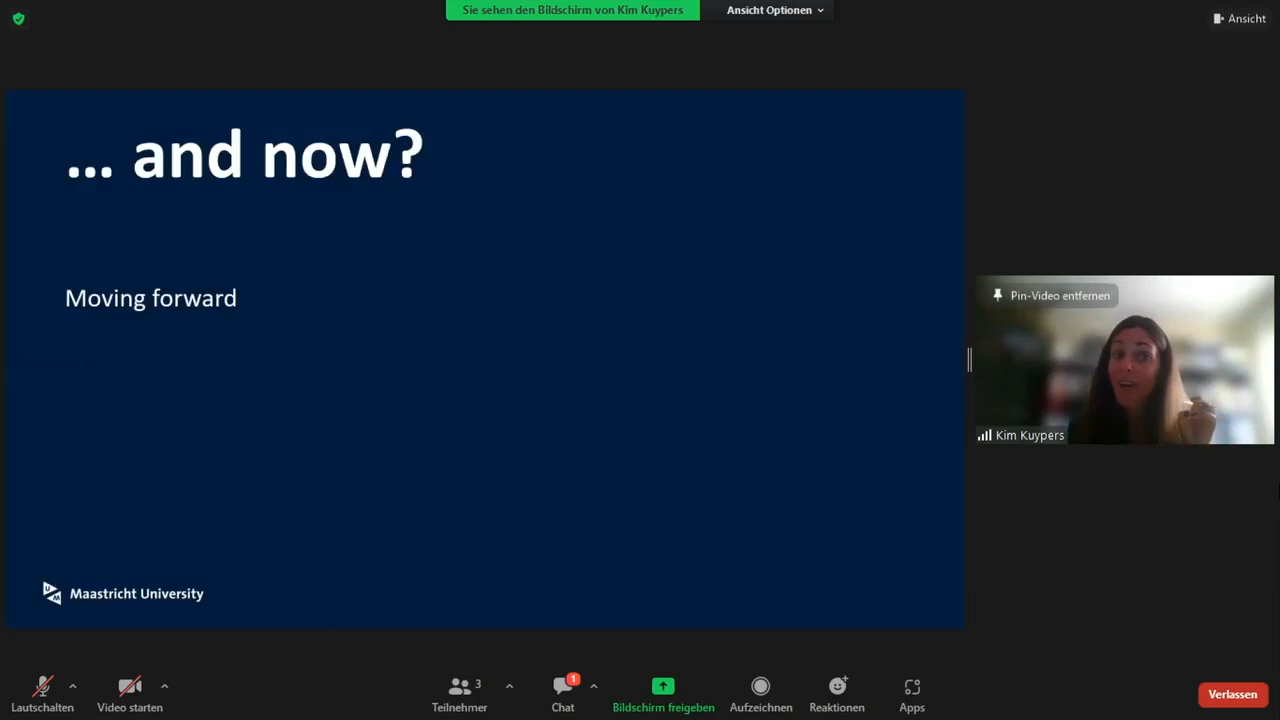 Sie sehen den Bildschirm von Kim Kuypers
Ansicht Optionen
Ansicht
... and now?
Moving forward
Pin-Video entfernen
Kim Kuypers
UM
Maastricht University
3
1
Lautschalten
Video starten
Teilnehmer
Chat
Bildschirm freigeben
Aufzeichnen
Reaktionen
Apps
Verlassen